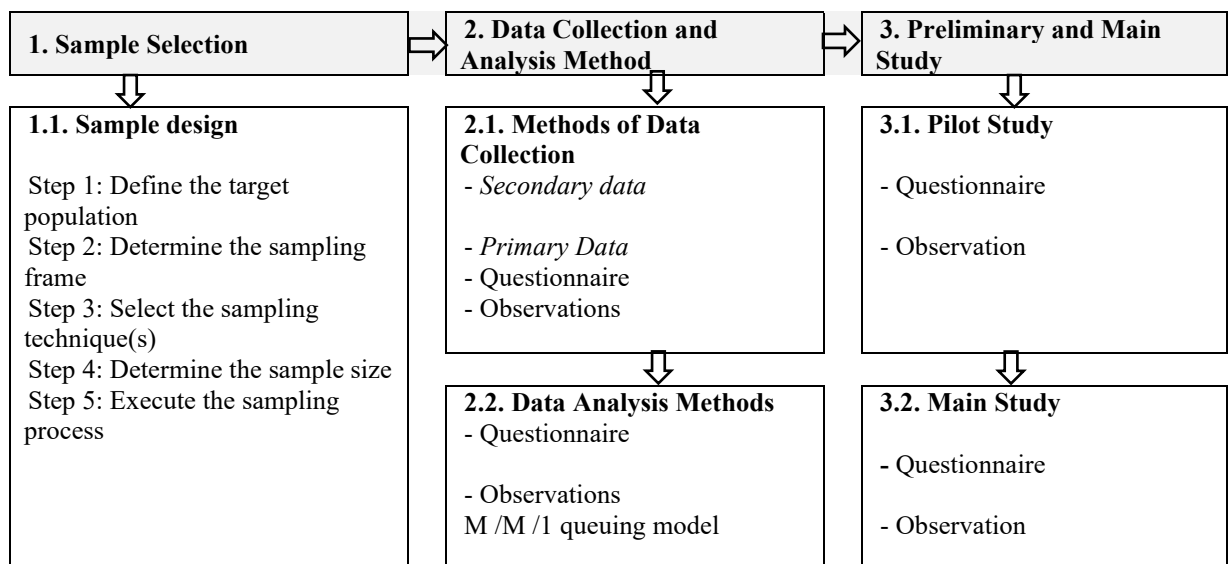 1. Sample Selection
2. Data Collection and
Analysis Method
3. Preliminary and Main
Study
1.1. Sample design
Step 1: Define the target
population
Step 2: Determine the sampling
frame
Step 3: Select the sampling
technique(s)
Step 4: Determine the sample size
Step 5: Execute the sampling
process
2.1. Methods of Data
Collection
- Secondary data
- Primary Data
- Questionnaire
- Observations
2.2. Data Analysis Methods
- Questionnaire
- Observations
M /M /1 queuing model
3.1. Pilot Study
- Questionnaire
- Observation
3.2. Main Study
- Questionnaire
- Observation